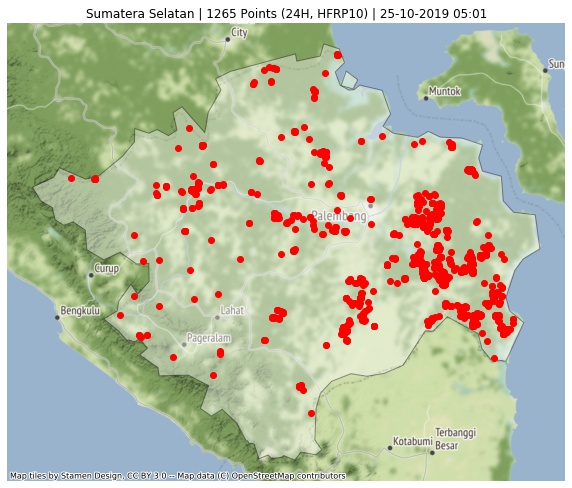 Sumatera Selatan | 1265 Points (24H, HFRP10) | 25-10-2019 05:01
City
Sun
Muntok
Palembang
Curup
Bengkulu
Lahat
Pageralam
Terbanggi
Kotabumi
Besar
Map tiles by Stamen Design, CC BY 3.0 -- Map data (C) OpenStreetMap contributors